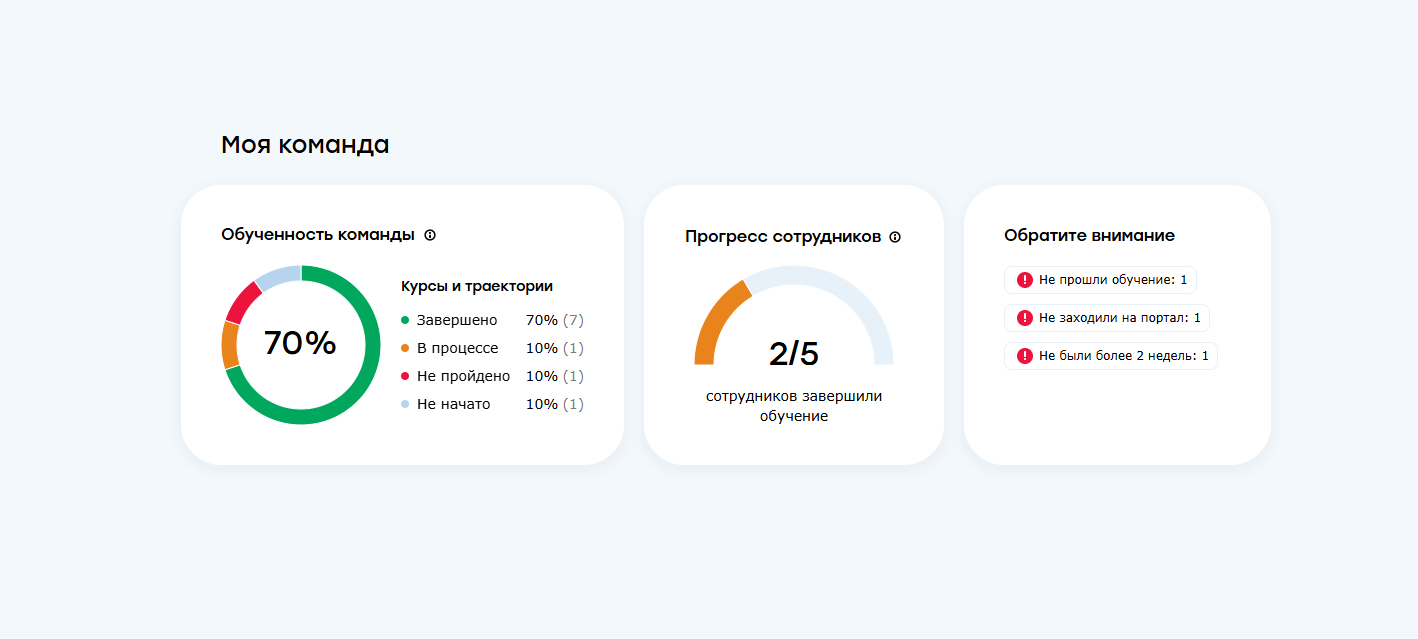 Моя команда
Обученность команды
70%
Курсы и траектории
Завершено 70% (7)
В процессе 10% (1)
Не пройдено 10% (1)
Не начато 10% (1)
Прогресс сотрудников
2/5
сотрудников завершили
обучение
Обратите внимание
Не прошли обучение: 1
Не заходили на портал: 1
Не были более 2 недель: 1